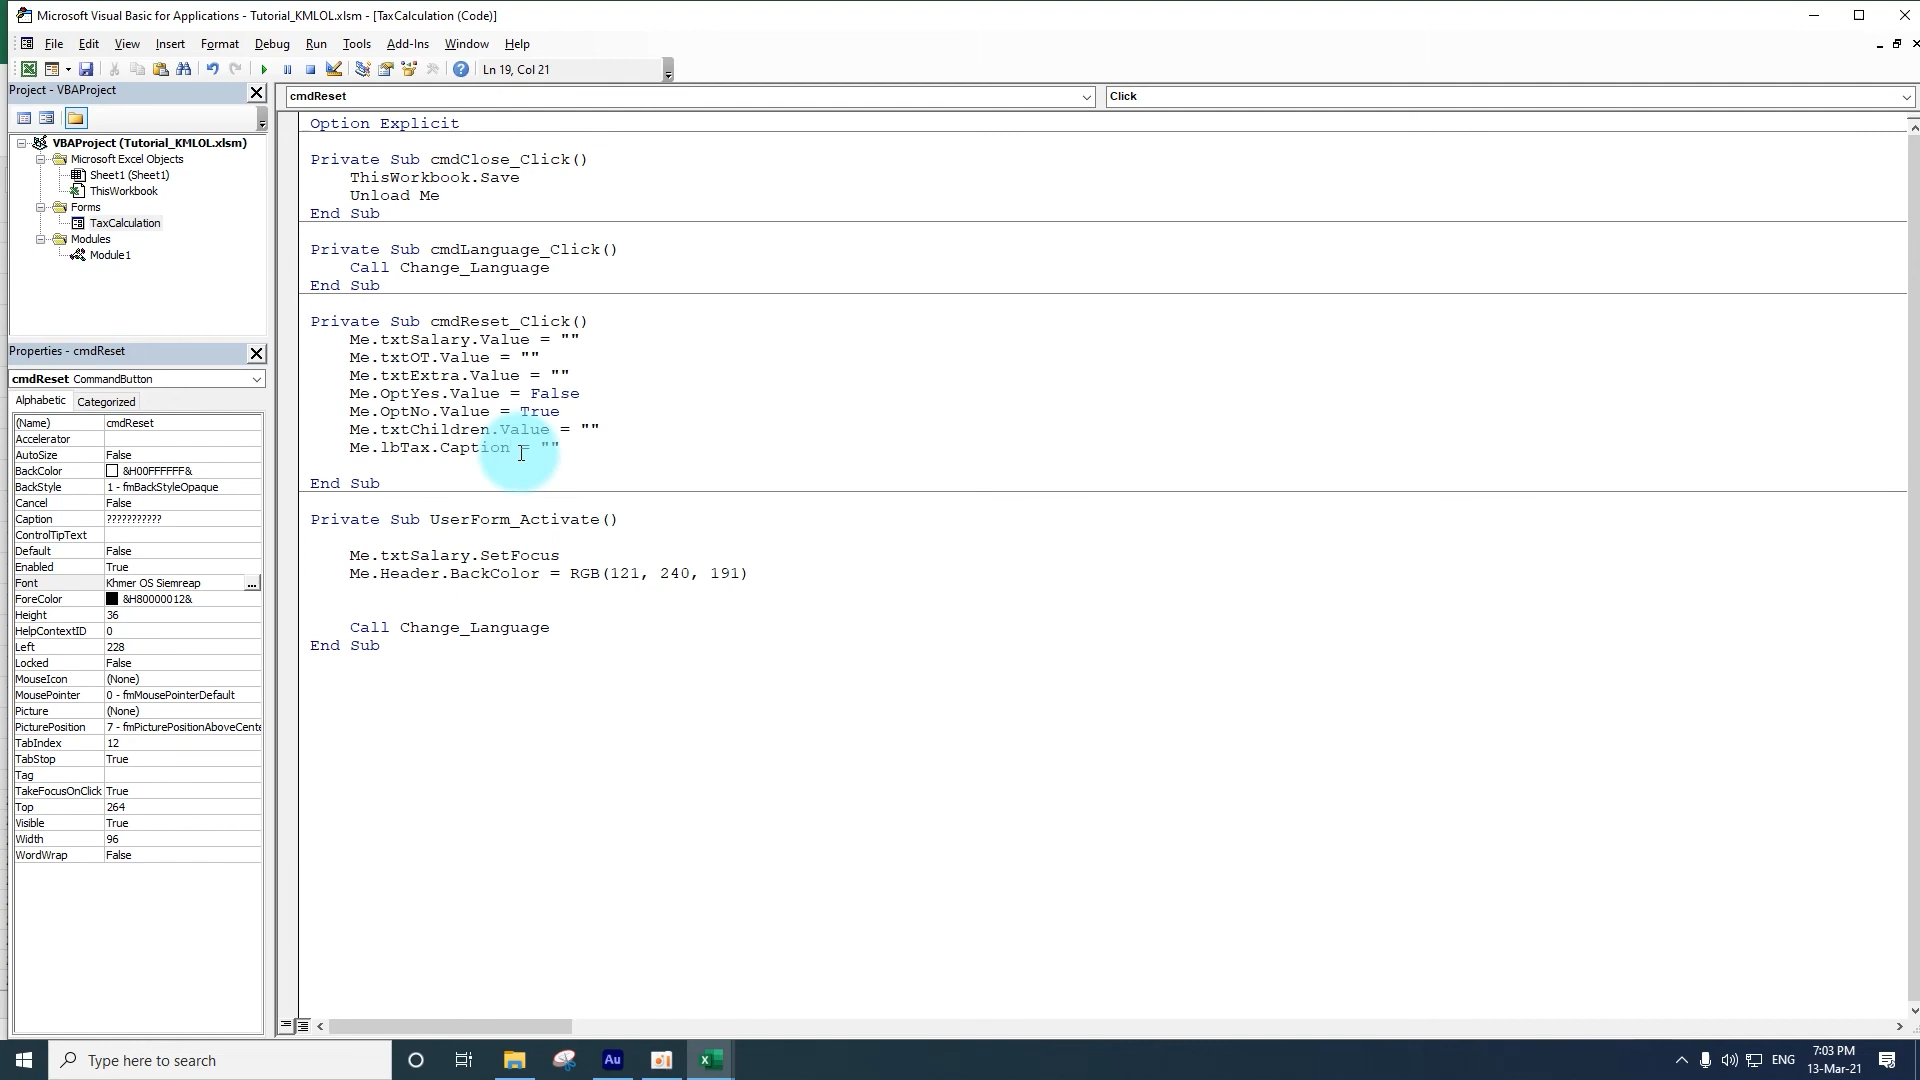 Microsoft Visual Basic for Applications - Tutorial_KMLOL.xlsm - [TaxCalculation (Code)]
File Edit View Insert Format Debug Run Tools Add-Ins Window Help
Ln 19, Col 21
Project - VBAProject
VBAProject (Tutorial_KMLOL.xlsm)
Microsoft Excel Objects
Sheet1 (Sheet1)
ThisWorkbook
Forms
TaxCalculation
Modules
Module1
Properties - cmdReset
cmdReset CommandButton
Alphabetic Categorized
(Name) cmdReset
Accelerator
AutoSize False
BackColor &H00FFFFFF&
BackStyle 1 - fmBackStyleOpaque
Cancel False
Caption ???????????
ControlTipText
Default False
Enabled True
Font Khmer OS Siemreap ...
ForeColor &H80000012&
Height 36
HelpContextID 0
Left 228
Locked False
MouseIcon (None)
MousePointer 0 - fmMousePointerDefault
Picture (None)
PicturePosition 7 - fmPicturePositionAboveCente
TabIndex 12
TabStop True
Tag
TakeFocusOnClick True
Top 264
Visible True
Width 96
WordWrap False
cmdReset Click
Option Explicit
Private Sub cmdClose_Click()
ThisWorkbook.Save
Unload Me
End Sub
Private Sub cmdLanguage_Click()
Call Change_Language
End Sub
Private Sub cmdReset_Click()
Me.txtSalary.Value = ""
Me.txtOT.Value = ""
Me.txtExtra.Value = ""
Me.OptYes.Value = False
Me.OptNo.Value = True
Me.txtChildren.Value = ""
Me.lbTax.Caption = ""
End Sub
Private Sub UserForm_Activate()
Me.txtSalary.SetFocus
Me.Header.BackColor = RGB(121, 240, 191)
Call Change_Language
End Sub
Type here to search
Au
ENG
7:03 PM
13-Mar-21